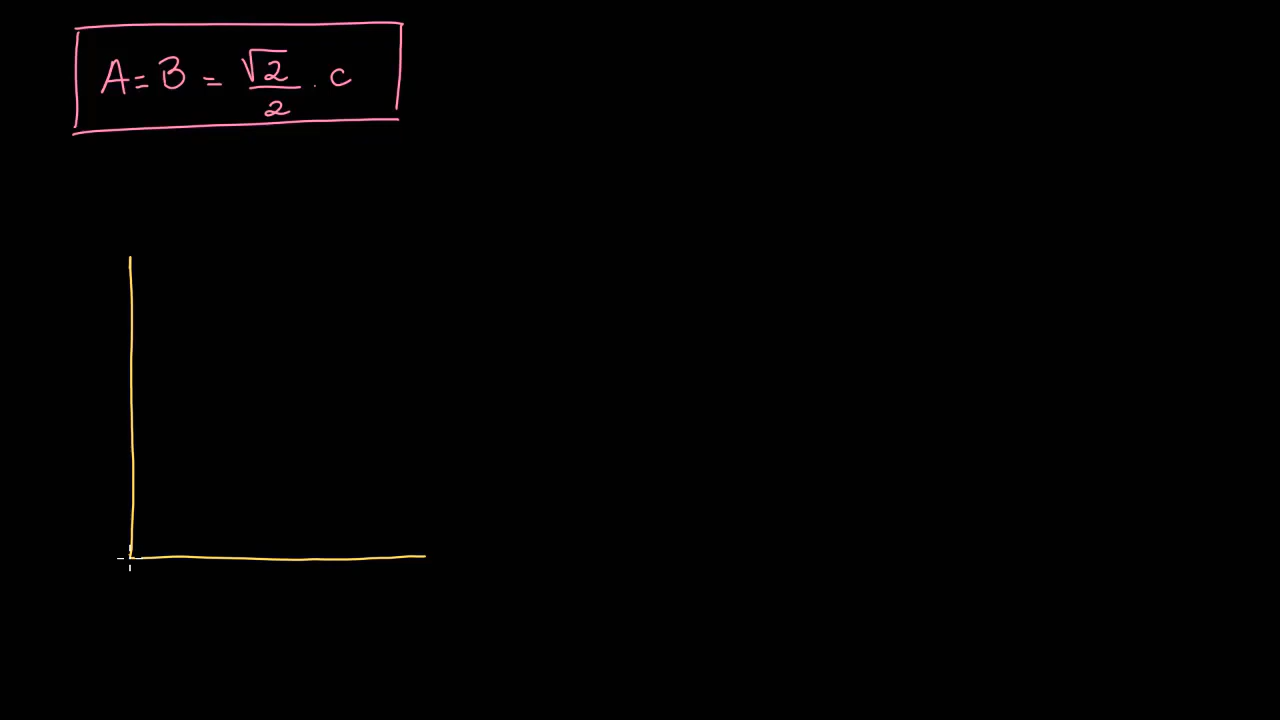 A = B = √2/2 · c